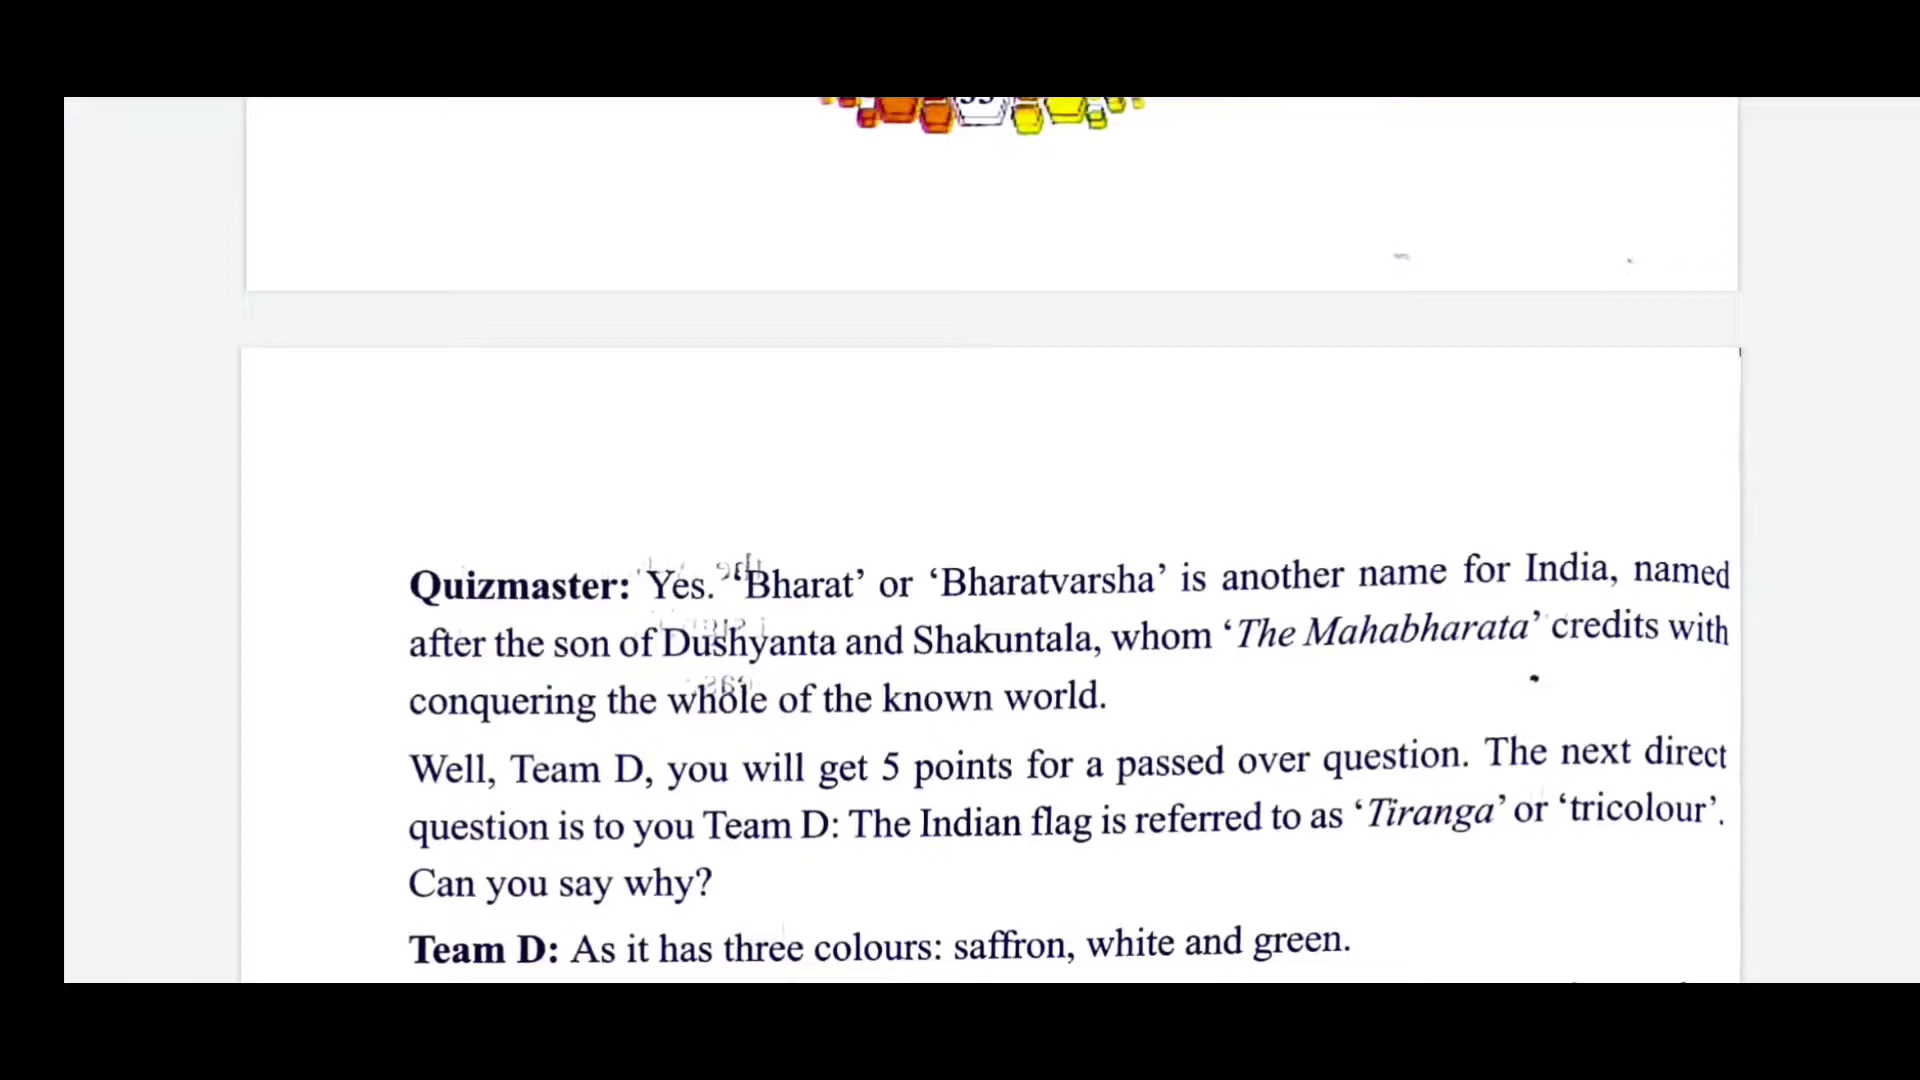 Quizmaster: Yes. ‘Bharat’ or ‘Bharatvarsha’ is another name for India, named
after the son of Dushyanta and Shakuntala, whom ‘The Mahabharata’ credits with
conquering the whole of the known world.
Well, Team D, you will get 5 points for a passed over question. The next direct
question is to you Team D: The Indian flag is referred to as ‘Tiranga’ or ‘tricolour’.
Can you say why?
Team D: As it has three colours: saffron, white and green.